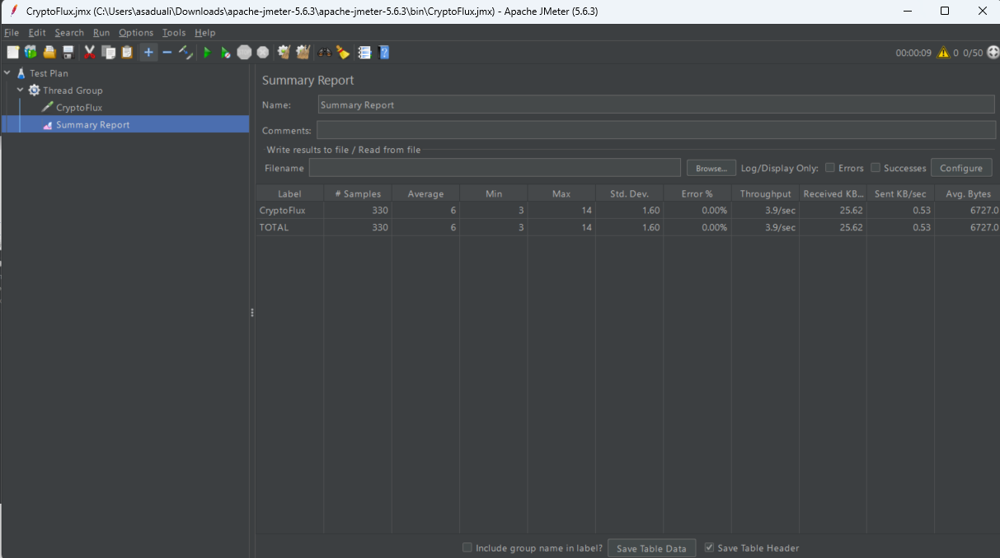 CryptoFlux.jmx (C:\Users\asaduali\Downloads\apache-jmeter-5.6.3\apache-jmeter-5.6.3\bin\CryptoFlux.jmx) - Apache JMeter (5.6.3)
File Edit Search Run Options Tools Help
00:00:09 0 0/50
Test Plan
Thread Group
CryptoFlux
Summary Report
Summary Report
Name: Summary Report
Comments:
Write results to file / Read from file
Filename Browse... Log/Display Only: Errors Successes Configure
Label # Samples Average Min Max Std. Dev. Error % Throughput Received KB... Sent KB/sec Avg. Bytes
CryptoFlux 330 6 3 14 1.60 0.00% 3.9/sec 25.62 0.53 6727.0
TOTAL 330 6 3 14 1.60 0.00% 3.9/sec 25.62 0.53 6727.0
Include group name in label? Save Table Data Save Table Header